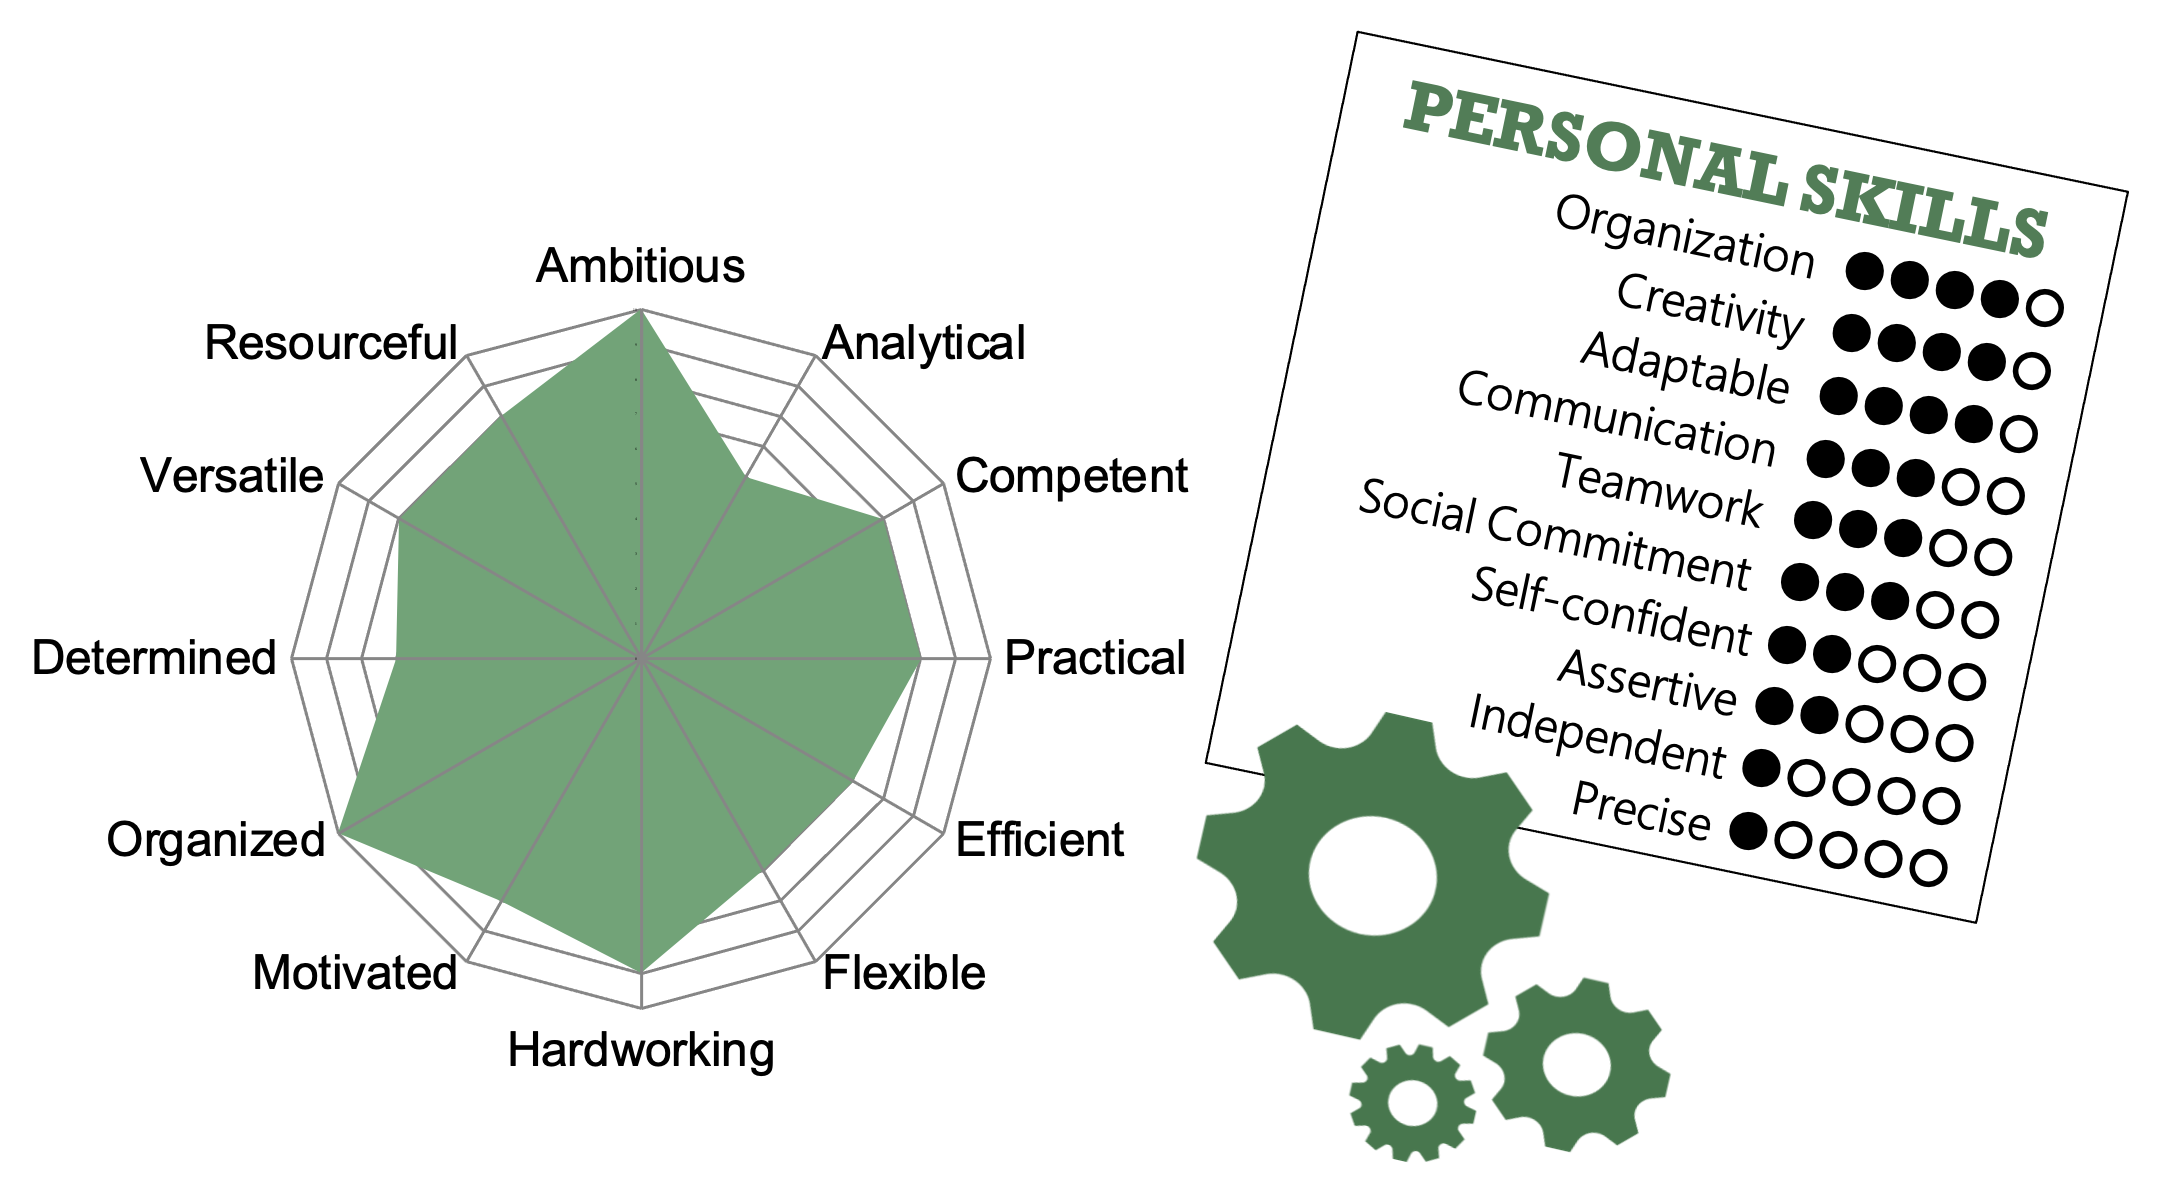 Ambitious
Analytical
Competent
Practical
Efficient
Flexible
Hardworking
Motivated
Organized
Determined
Versatile
Resourceful
PERSONAL SKILLS
Organization
Creativity
Adaptable
Communication
Teamwork
Social Commitment
Self-confident
Assertive
Independent
Precise